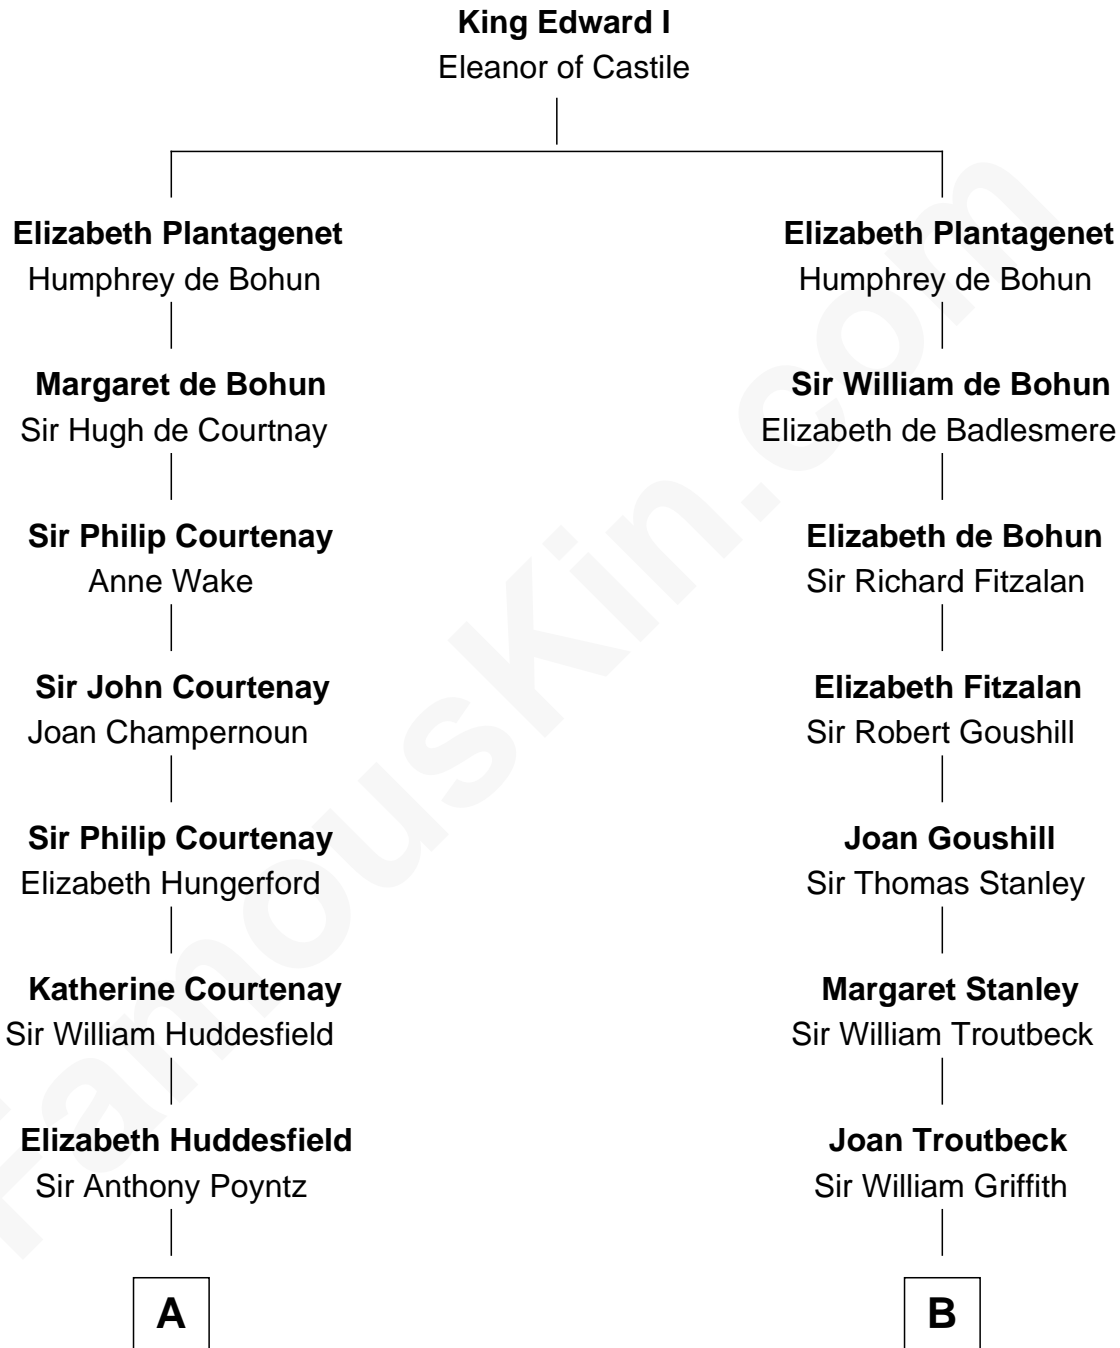 King Edward I
Eleanor of Castile
Elizabeth Plantagenet
Humphrey de Bohun
Margaret de Bohun
Sir Hugh de Courtnay
Sir Philip Courtenay
Anne Wake
Sir John Courtenay
Joan Champernoun
Sir Philip Courtenay
Elizabeth Hungerford
Katherine Courtenay
Sir William Huddesfield
Elizabeth Huddesfield
Sir Anthony Poyntz
A
Elizabeth Plantagenet
Humphrey de Bohun
Sir William de Bohun
Elizabeth de Badlesmere
Elizabeth de Bohun
Sir Richard Fitzalan
Elizabeth Fitzalan
Sir Robert Goushill
Joan Goushill
Sir Thomas Stanley
Margaret Stanley
Sir William Troutbeck
Joan Troutbeck
Sir William Griffith
B
FamousKin.com